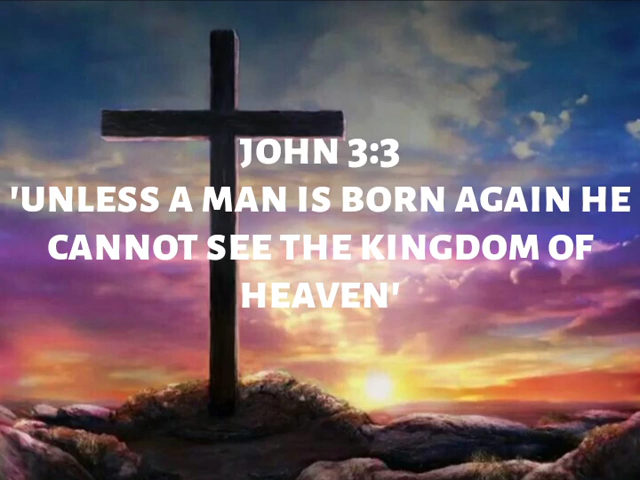 JOHN 3:3
'UNLESS A MAN IS BORN AGAIN HE
CANNOT SEE THE KINGDOM OF
HEAVEN'